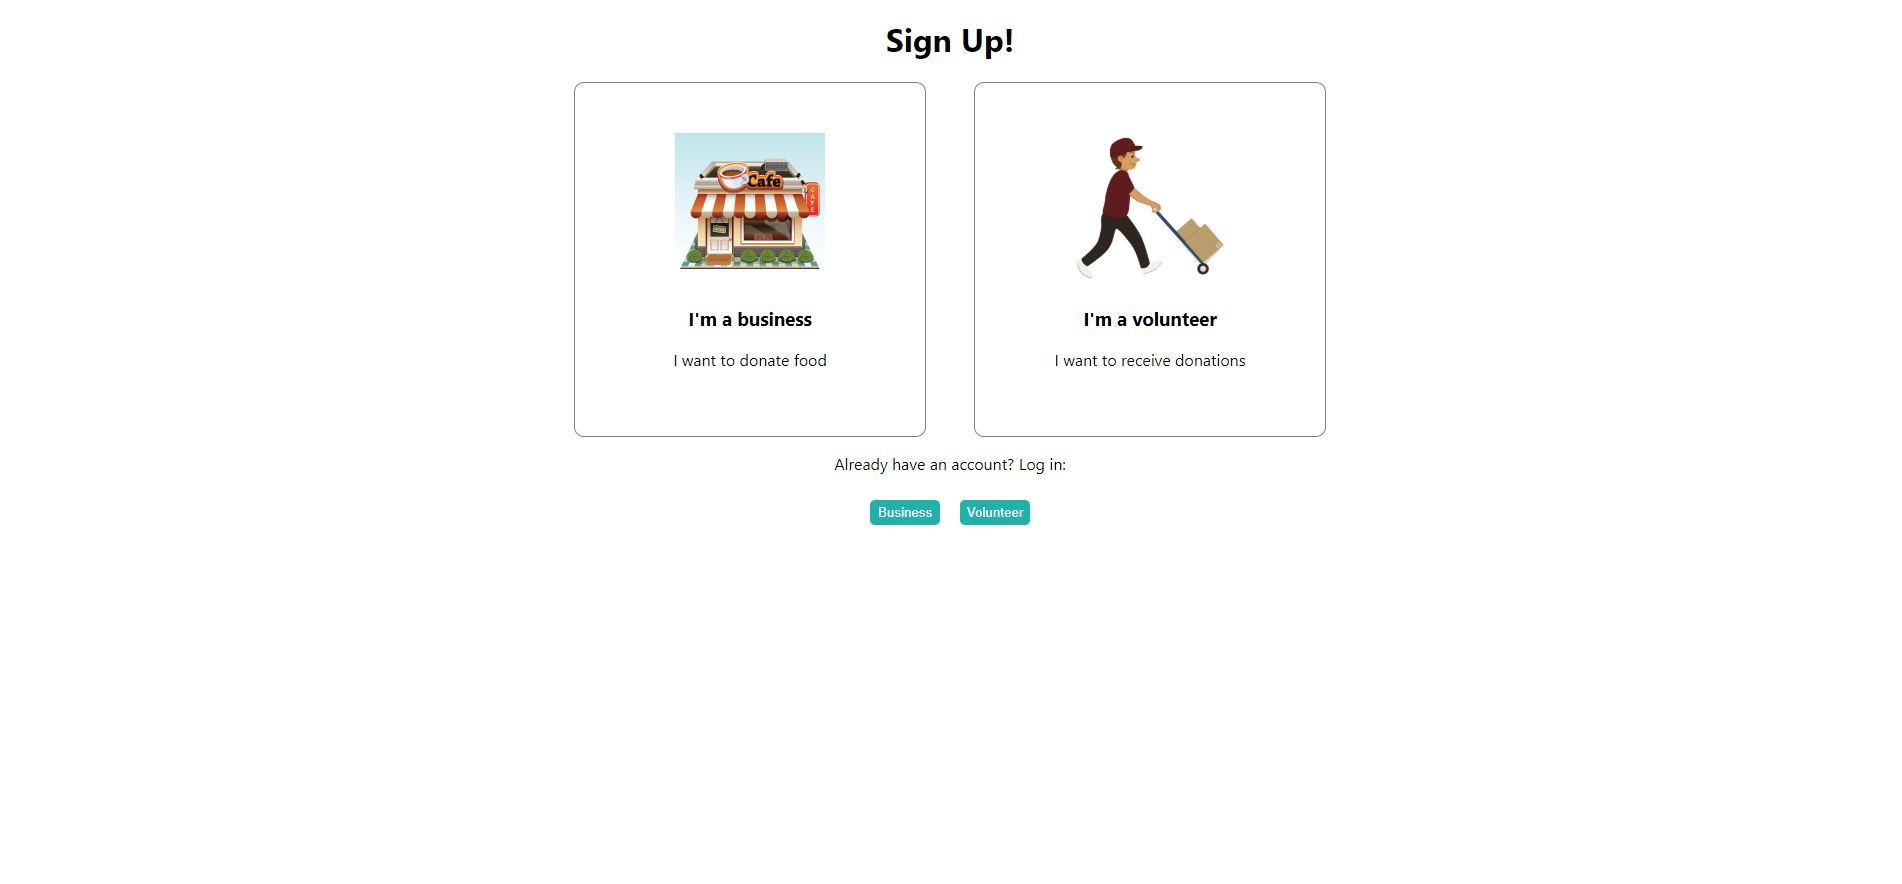 Sign Up!
Cafe
CAFE
I'm a business
I want to donate food
I'm a volunteer
I want to receive donations
Already have an account? Log in:
Business
Volunteer